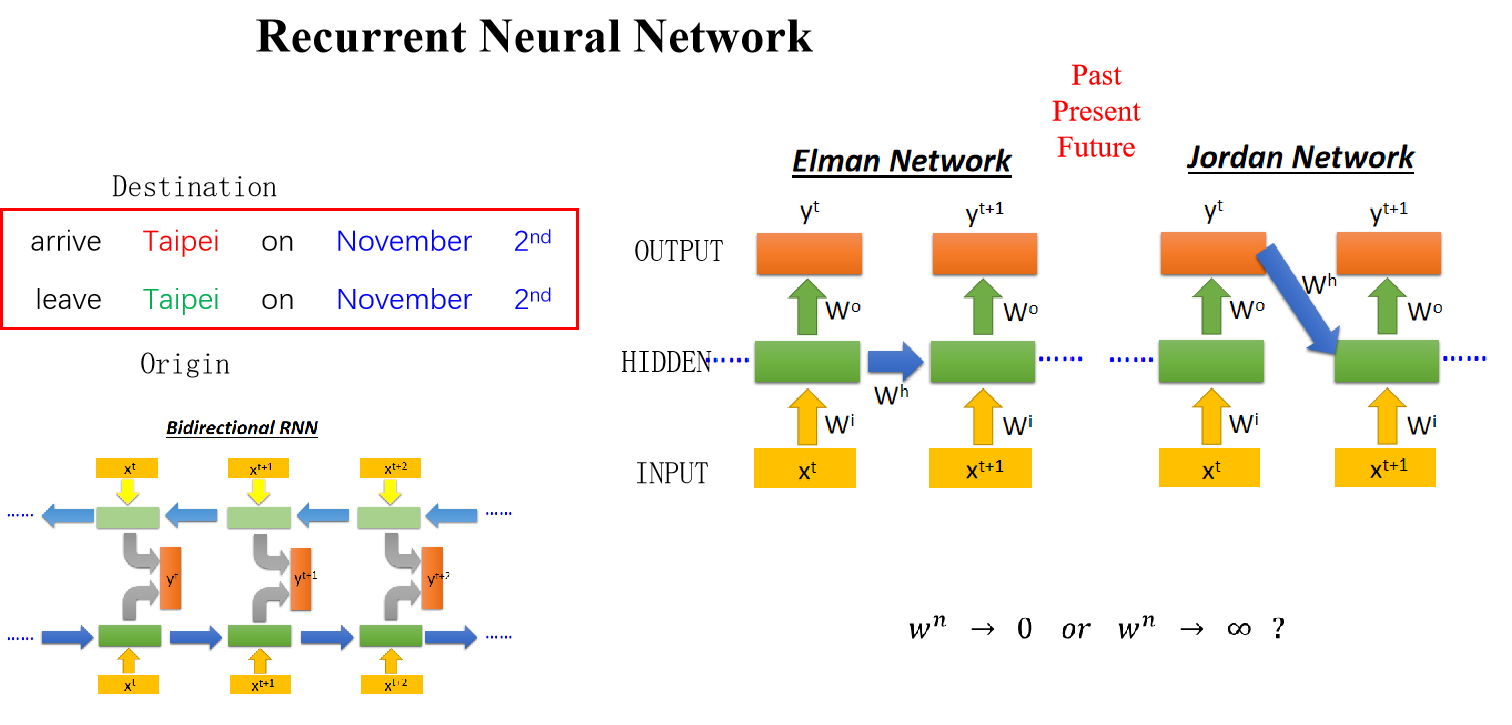 Recurrent Neural Network
Destination
arrive Taipei on November 2nd
leave Taipei on November 2nd
Origin
Bidirectional RNN
xt xt+1 xt+2
...... ......
yt yt+1 yt+2
...... ......
xt xt+1 xt+2
Past
Present
Future
Elman Network
Jordan Network
yt yt+1 yt yt+1
OUTPUT
Wh
Wo Wo Wo Wo
HIDDEN ...... ...... ...... ......
Wh
Wi Wi Wi Wi
INPUT xt xt+1 xt xt+1
wn → 0 or wn → ∞ ?